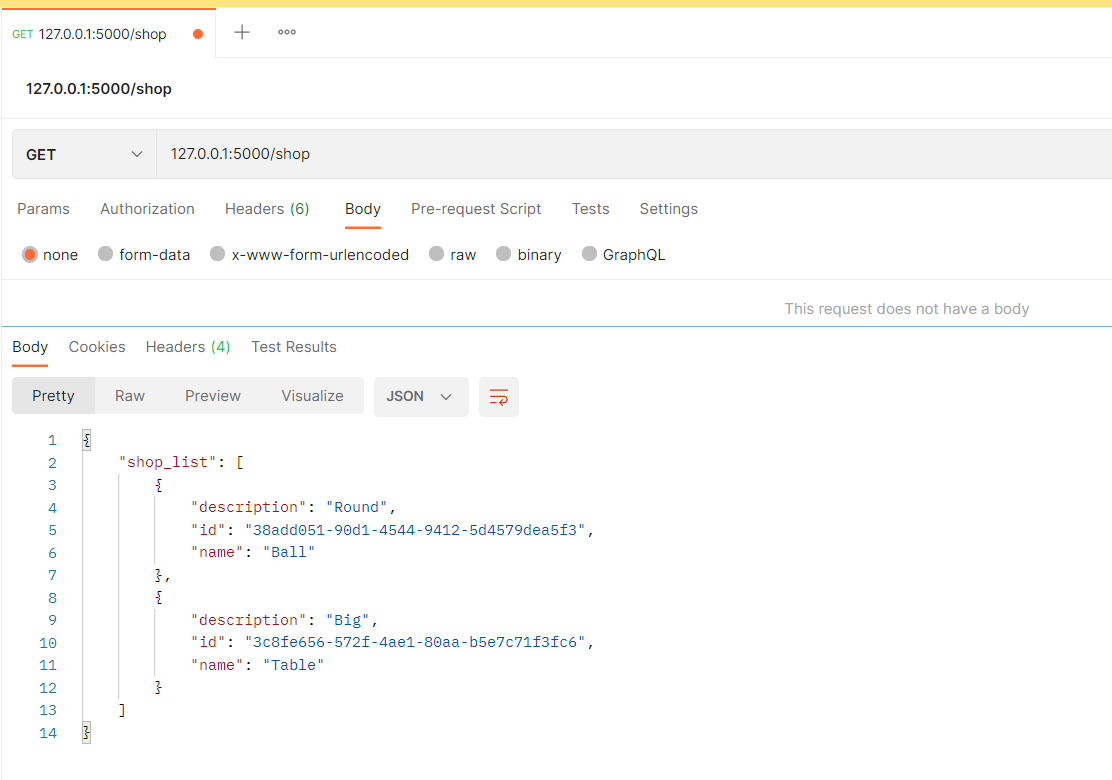 GET 127.0.0.1:5000/shop
127.0.0.1:5000/shop
GET 127.0.0.1:5000/shop
Params Authorization Headers (6) Body Pre-request Script Tests Settings
none form-data x-www-form-urlencoded raw binary GraphQL
This request does not have a body
Body Cookies Headers (4) Test Results
Pretty Raw Preview Visualize JSON
1 {
2 "shop_list": [
3 {
4 "description": "Round",
5 "id": "38add051-90d1-4544-9412-5d4579dea5f3",
6 "name": "Ball"
7 },
8 {
9 "description": "Big",
10 "id": "3c8fe656-572f-4ae1-80aa-b5e7c71f3fc6",
11 "name": "Table"
12 }
13 ]
14 }